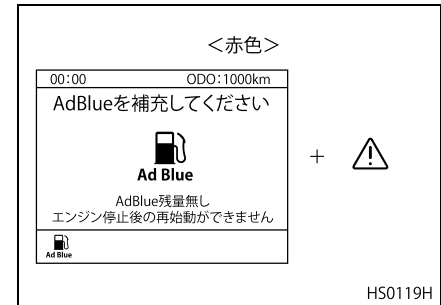 ＜赤色＞
00:00 ODO:1000km
AdBlueを補充してください
Ad Blue
+
AdBlue残量無し
エンジン停止後の再始動ができません
Ad Blue
HS0119H